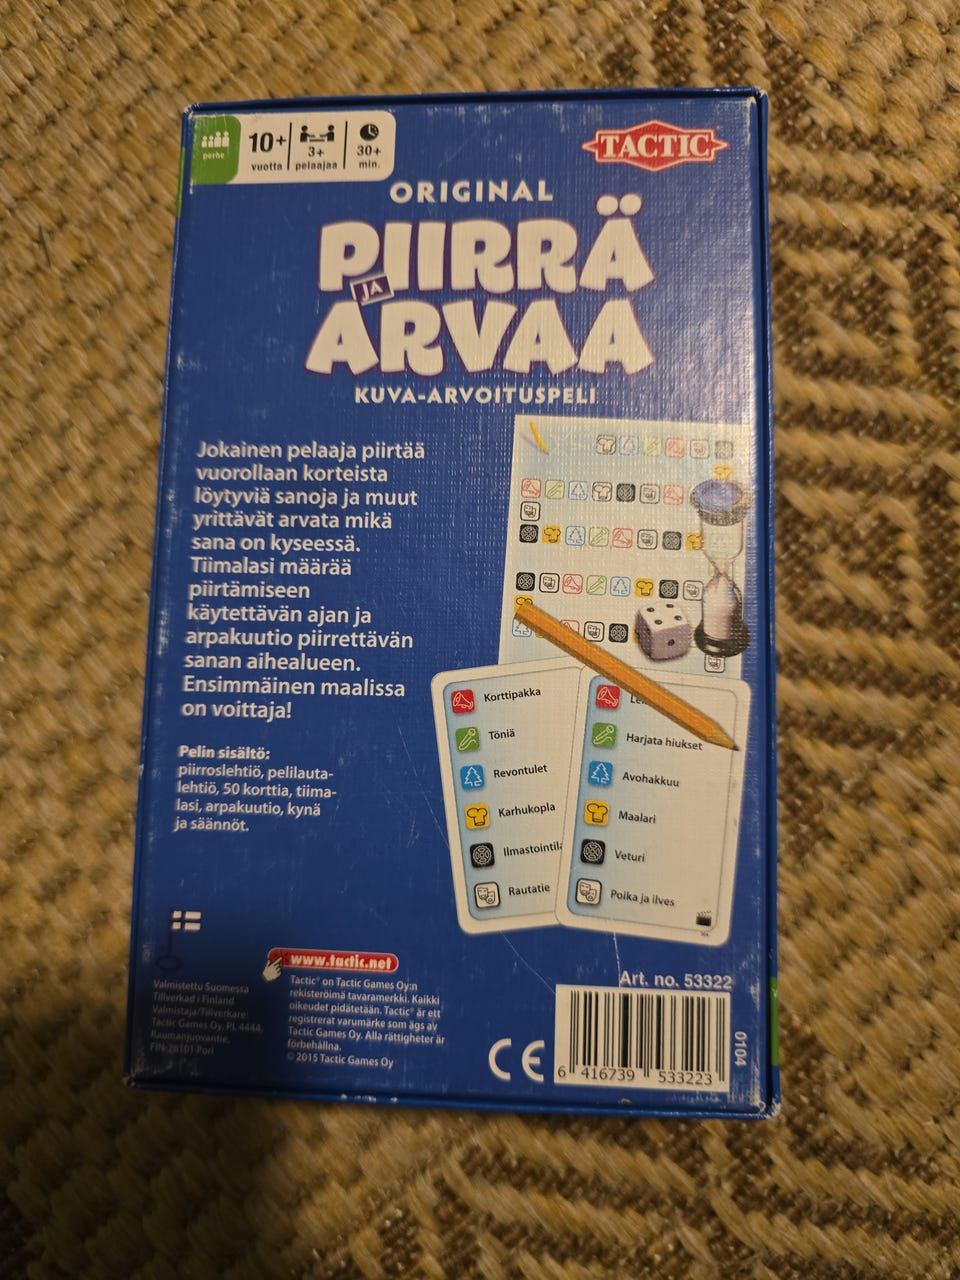 perhe
10+
vuotta
3+
pelaajaa
30+
min.
TACTIC
ORIGINAL
PIIRRÄ
JA
ARVAA
KUVA-ARVOITUSPELI
Jokainen pelaaja piirtää
vuorollaan korteista
löytyviä sanoja ja muut
yrittävät arvata mikä
sana on kyseessä.
Tiimalasi määrää
piirtämiseen
käytettävän ajan ja
arpakuutio piirrettävän
sanan aihealueen.
Ensimmäinen maalissa
on voittaja!
Pelin sisältö:
piirroslehtiö, pelilauta-
lehtiö, 50 korttia, tiima-
lasi, arpakuutio, kynä
ja säännöt.
Korttipakka
Töniä
Revontulet
Karhukopla
Ilmastointila
Rautatie
Harjata hiukset
Avohakkuu
Maalari
Veturi
Poika ja ilves
Valmistettu Suomessa
Tillverkad i Finland
Valmistaja/Tillverkare:
Tactic Games Oy, PL 4444,
Raumanjuovantie,
FIN-28101 Pori
www.tactic.net
Tactic® on Tactic Games Oy:n
rekisteröimä tavaramerkki. Kaikki
oikeudet pidätetään. Tactic® är ett
registrerat varumärke som ägs av
Tactic Games Oy. Alla rättigheter är
förbehållna.
© 2015 Tactic Games Oy
CE
Art. no. 53322
6 416739 533223
0104